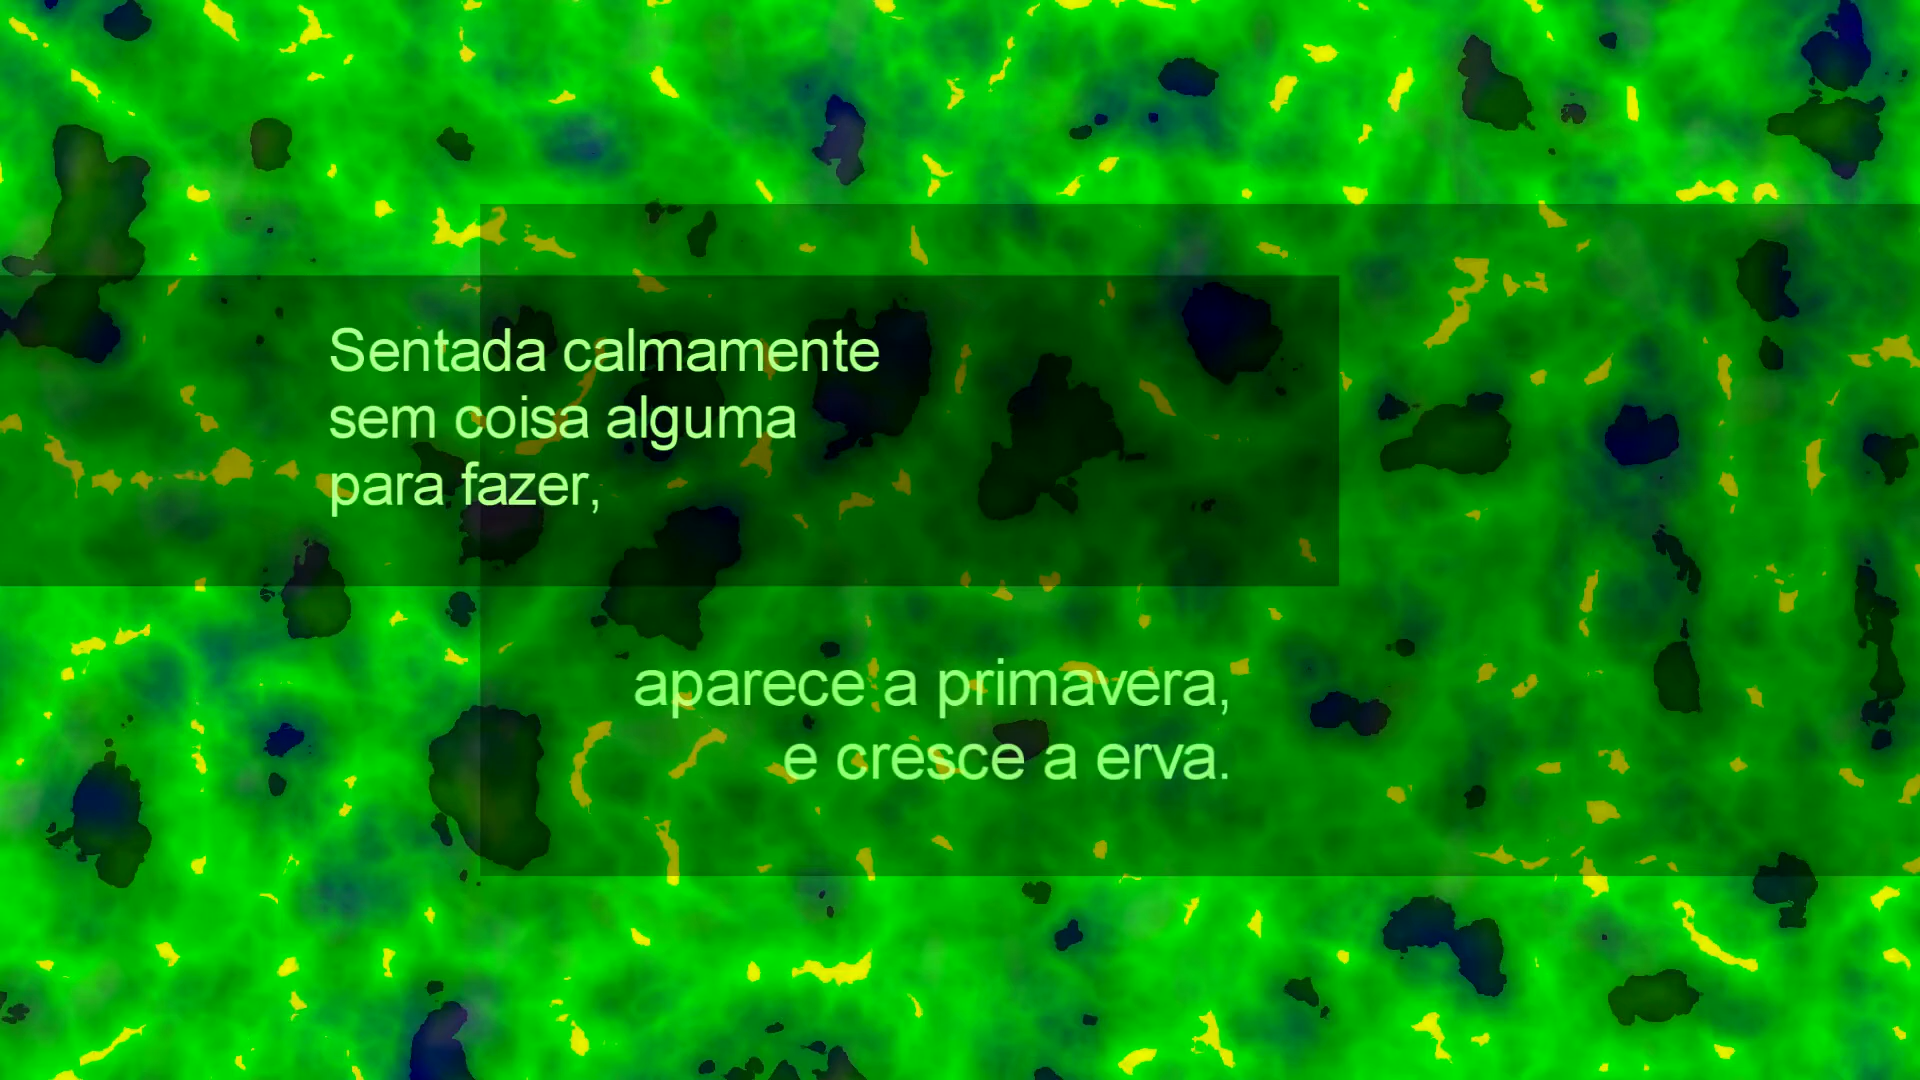 Sentada calmamente
sem coisa alguma
para fazer,
aparece a primavera,
e cresce a erva.